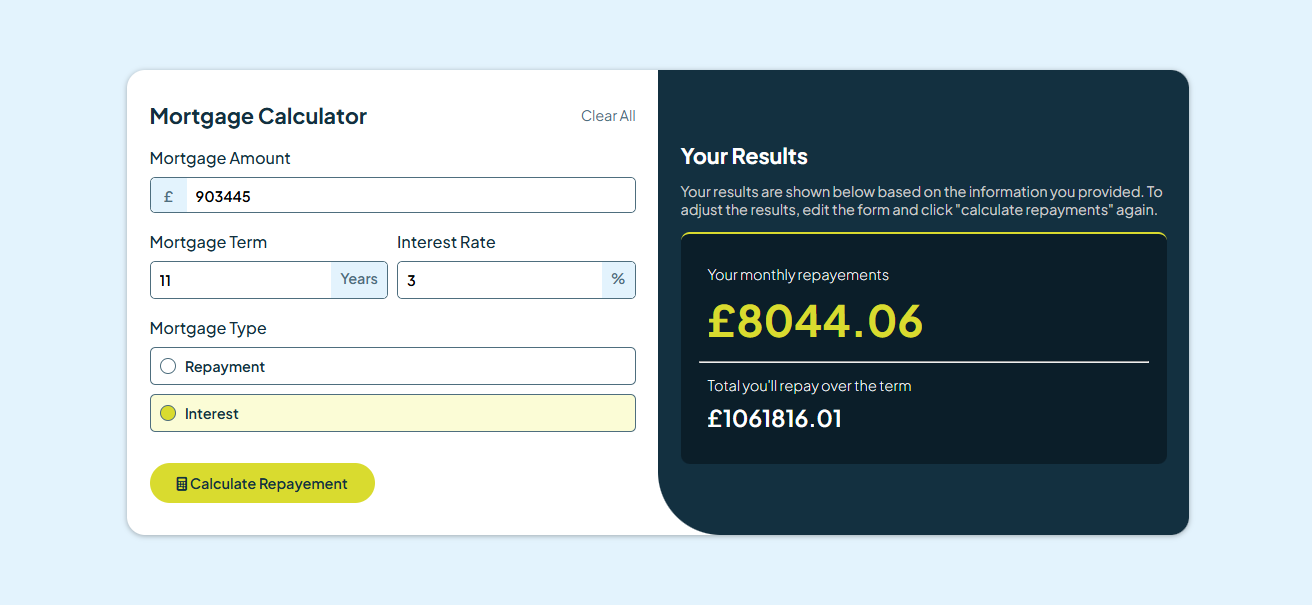 Mortgage Calculator
Clear All
Mortgage Amount
£ 903445
Mortgage Term
11 Years
Interest Rate
3 %
Mortgage Type
Repayment
Interest
Calculate Repayement
Your Results
Your results are shown below based on the information you provided. To
adjust the results, edit the form and click "calculate repayments" again.
Your monthly repayements
£8044.06
Total you'll repay over the term
£1061816.01